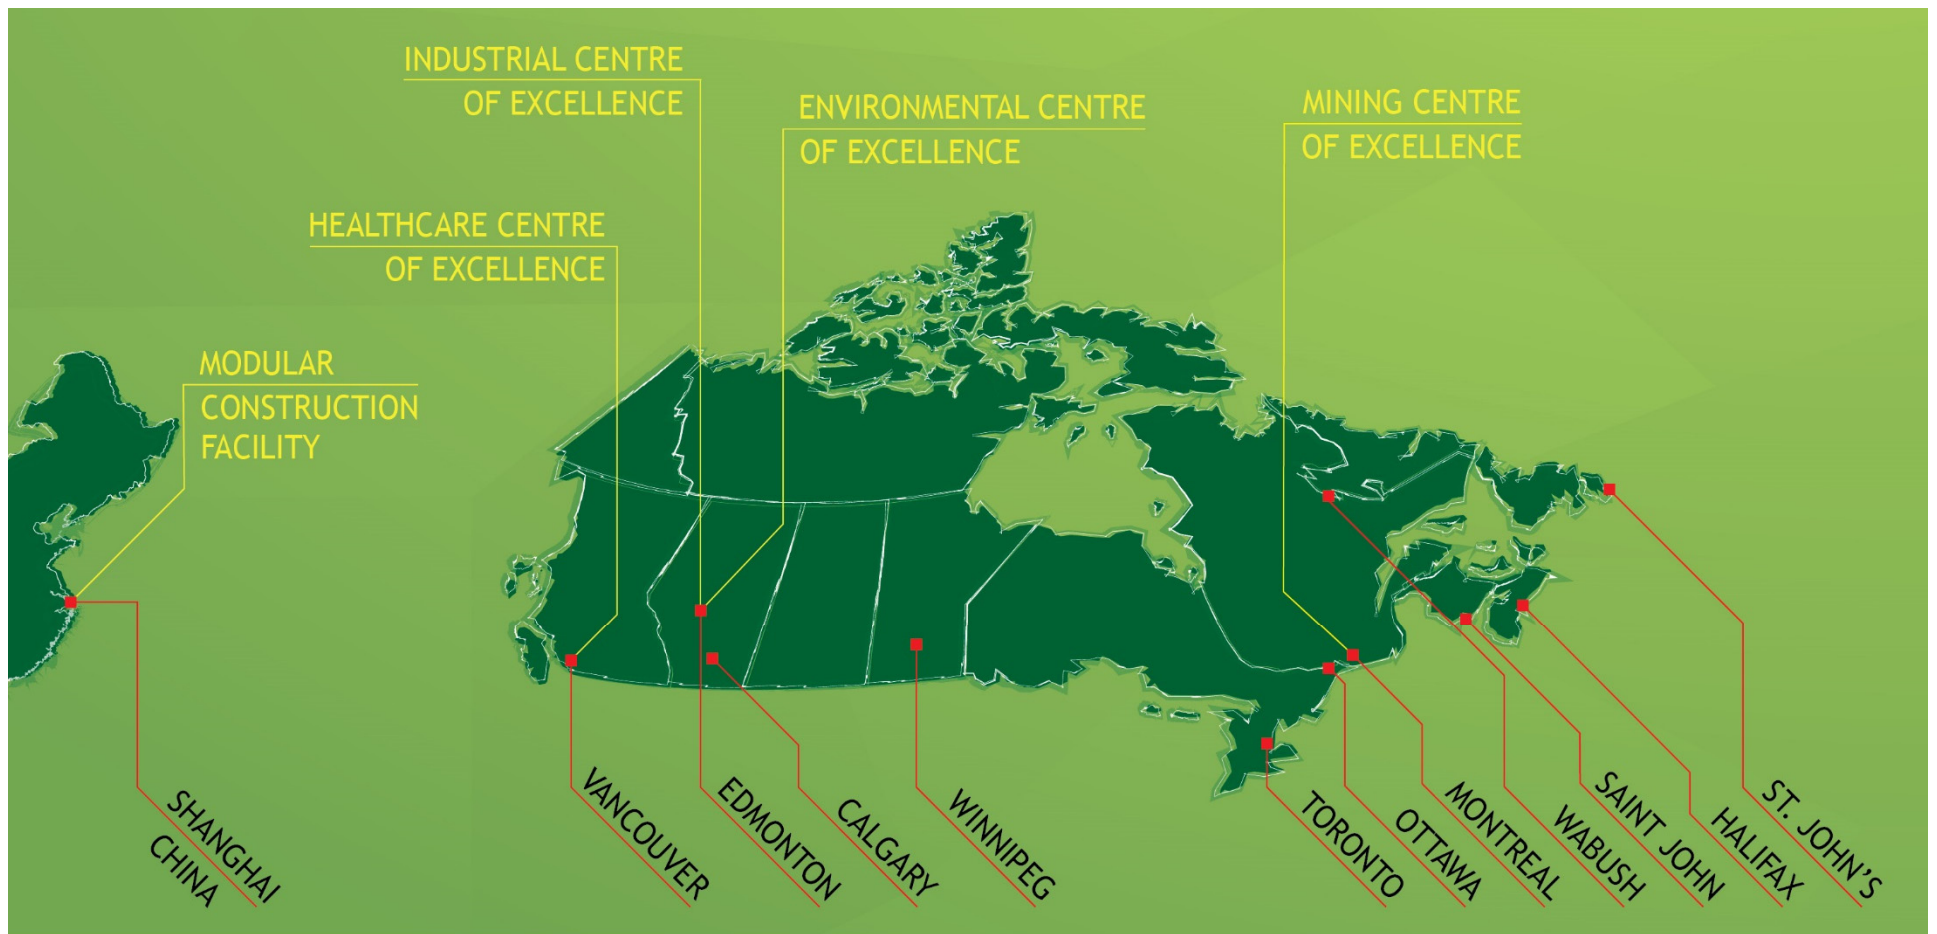 INDUSTRIAL CENTRE
OF EXCELLENCE
ENVIRONMENTAL CENTRE
OF EXCELLENCE
MINING CENTRE
OF EXCELLENCE
HEALTHCARE CENTRE
OF EXCELLENCE
MODULAR
CONSTRUCTION
FACILITY
SHANGHAI
CHINA
VANCOUVER
EDMONTON
CALGARY
WINNIPEG
TORONTO
OTTAWA
MONTREAL
WABUSH
SAINT JOHN
HALIFAX
ST. JOHN'S